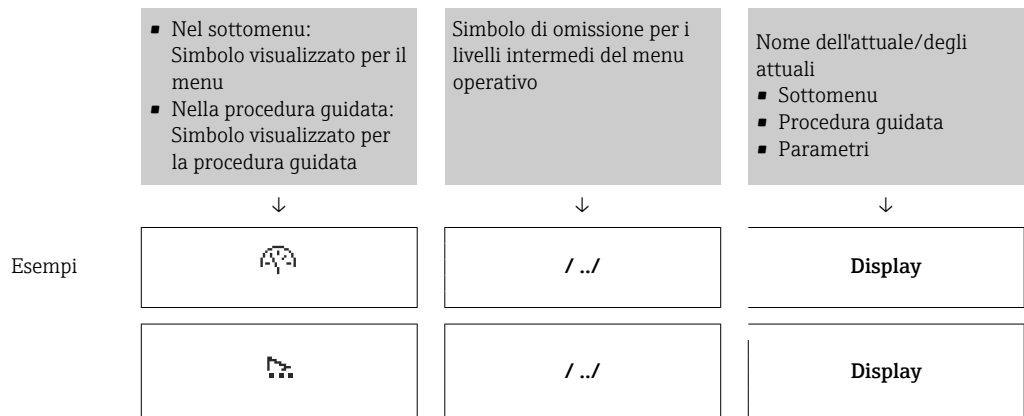 ▪ Nel sottomenu:
Simbolo visualizzato per il
menu
▪ Nella procedura guidata:
Simbolo visualizzato per
la procedura guidata
Simbolo di omissione per i
livelli intermedi del menu
operativo
Nome dell'attuale/degli
attuali
▪ Sottomenu
▪ Procedura guidata
▪ Parametri
↓ ↓ ↓
Esempi / ../ Display
/ ../ Display